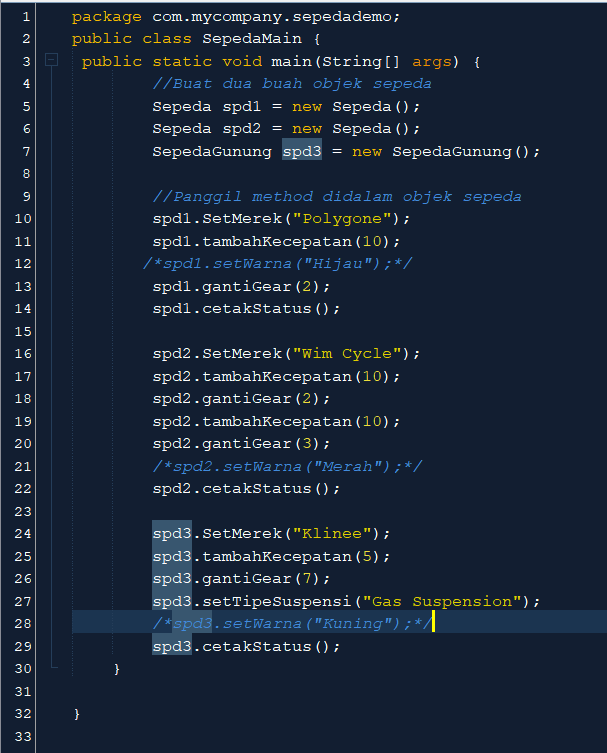 1 package com.mycompany.sepedademo;
2 public class SepedaMain {
3 public static void main(String[] args) {
4 //Buat dua buah objek sepeda
5 Sepeda spd1 = new Sepeda();
6 Sepeda spd2 = new Sepeda();
7 SepedaGunung spd3 = new SepedaGunung();
8
9 //Panggil method didalam objek sepeda
10 spd1.SetMerek("Polygone");
11 spd1.tambahKecepatan(10);
12 /*spd1.setWarna("Hijau");*/
13 spd1.gantiGear(2);
14 spd1.cetakStatus();
15
16 spd2.SetMerek("Wim Cycle");
17 spd2.tambahKecepatan(10);
18 spd2.gantiGear(2);
19 spd2.tambahKecepatan(10);
20 spd2.gantiGear(3);
21 /*spd2.setWarna("Merah");*/
22 spd2.cetakStatus();
23
24 spd3.SetMerek("Klinee");
25 spd3.tambahKecepatan(5);
26 spd3.gantiGear(7);
27 spd3.setTipeSuspensi("Gas Suspension");
28 /*spd3.setWarna("Kuning");*/
29 spd3.cetakStatus();
30 }
31
32 }
33